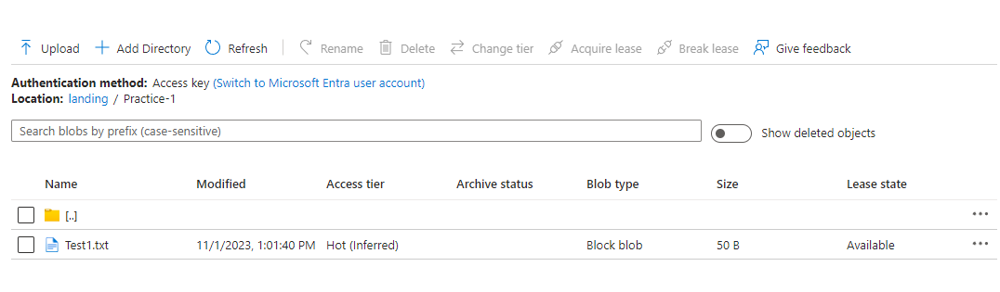 Upload Add Directory Refresh Rename Delete Change tier Acquire lease Break lease Give feedback
Authentication method: Access key (Switch to Microsoft Entra user account)
Location: landing / Practice-1
Search blobs by prefix (case-sensitive) Show deleted objects
Name Modified Access tier Archive status Blob type Size Lease state
[..]
Test1.txt 11/1/2023, 1:01:40 PM Hot (Inferred) Block blob 50 B Available